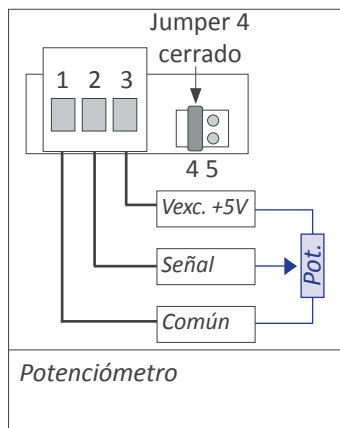 Jumper 4
cerrado
1 2 3
4 5
Vexc. +5V
Señal
Pot.
Común
Potenciómetro